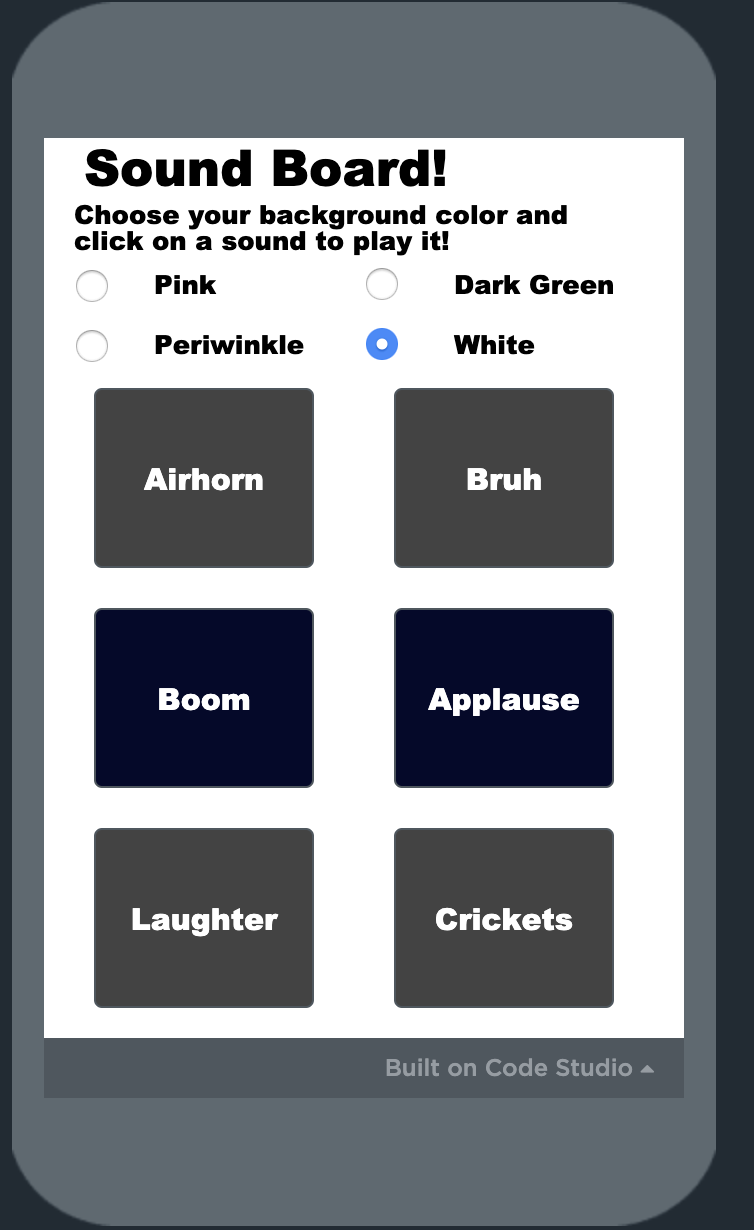 Sound Board!
Choose your background color and
click on a sound to play it!
Pink
Dark Green
Periwinkle
White
Airhorn
Bruh
Boom
Applause
Laughter
Crickets
Built on Code Studio